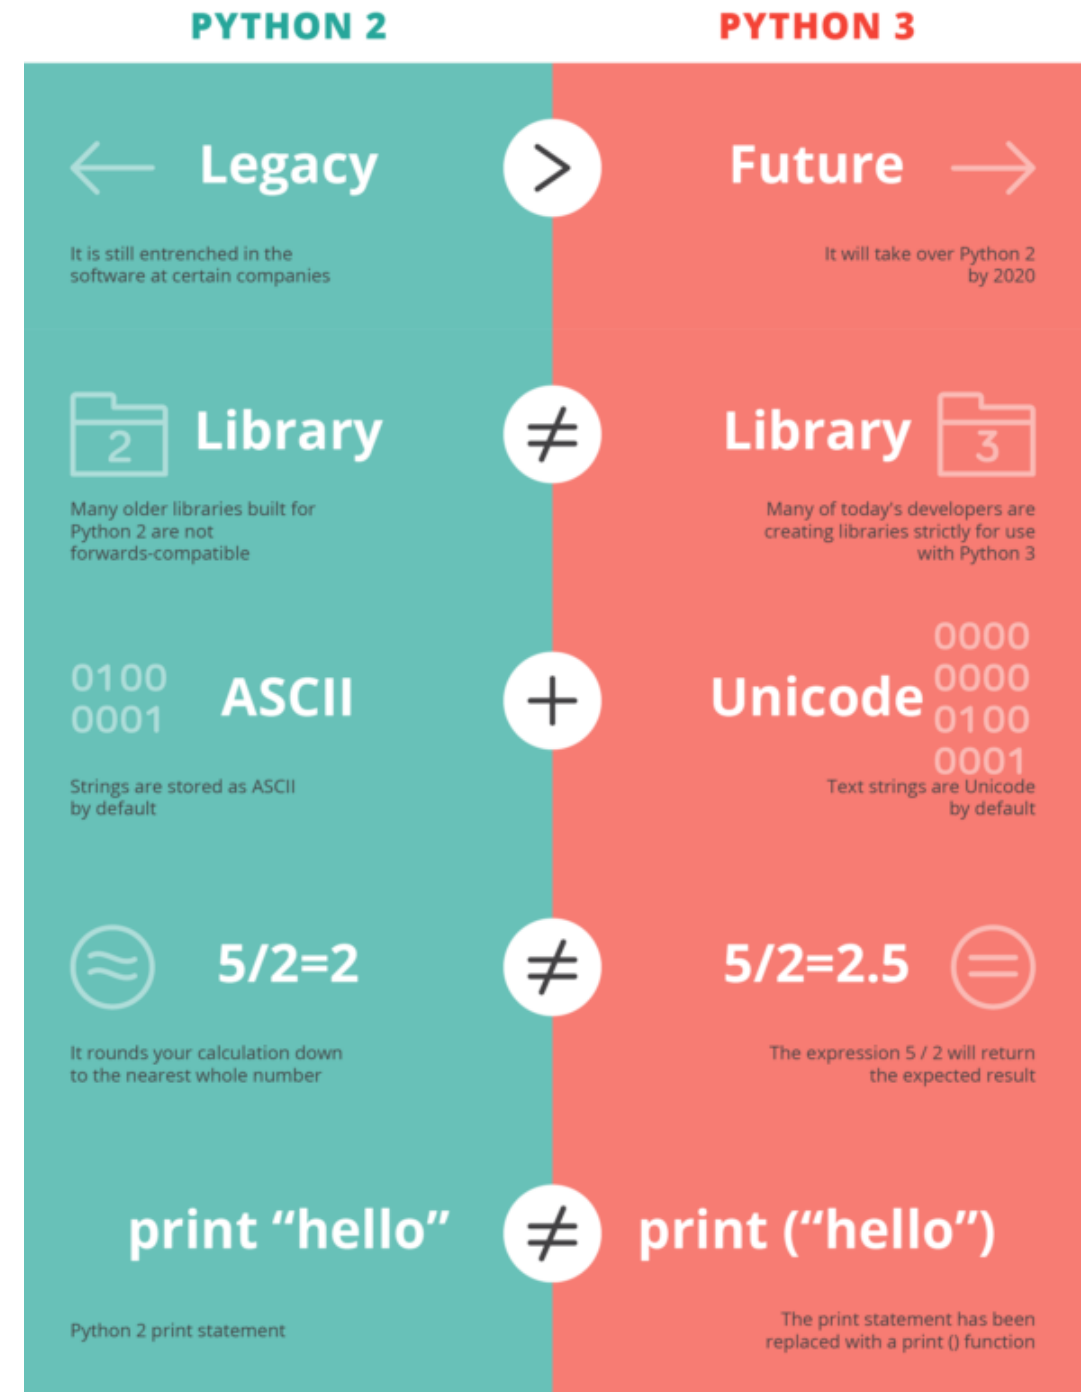 PYTHON 2
PYTHON 3
Legacy
>
Future
It is still entrenched in the
software at certain companies
It will take over Python 2
by 2020
2
Library
≠
Library
3
Many older libraries built for
Python 2 are not
forwards-compatible
Many of today's developers are
creating libraries strictly for use
with Python 3
0100
0001
ASCII
+
Unicode
0000
0000
0100
0001
Strings are stored as ASCII
by default
Text strings are Unicode
by default
5/2=2
≠
5/2=2.5
It rounds your calculation down
to the nearest whole number
The expression 5 / 2 will return
the expected result
print “hello”
≠
print (“hello”)
Python 2 print statement
The print statement has been
replaced with a print () function